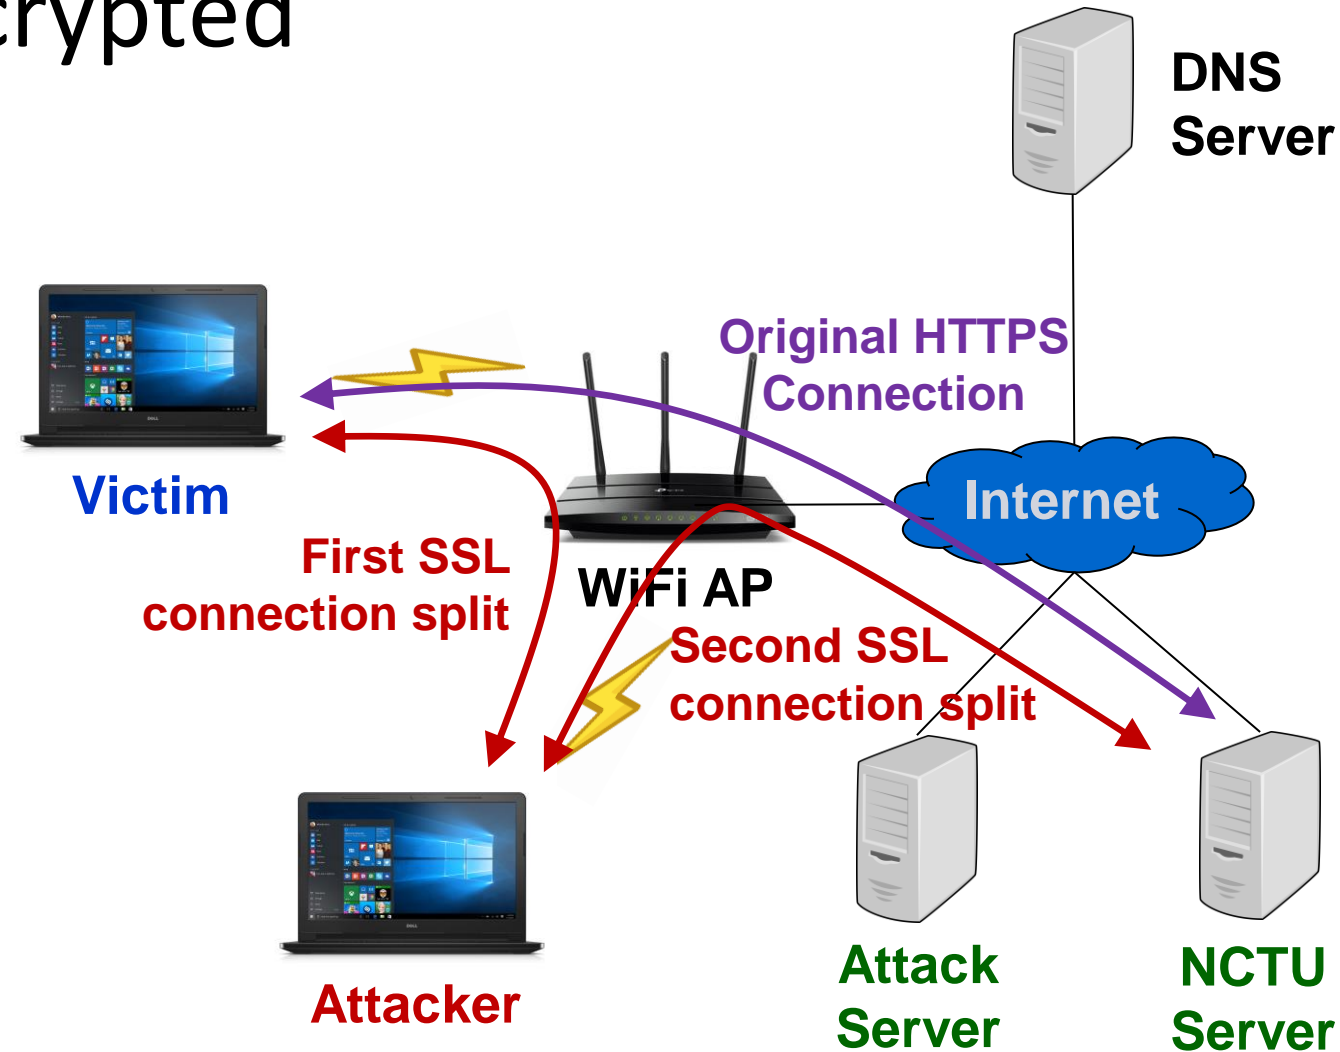 crypted
DNS
Server
Original HTTPS
Connection
Internet
Victim
First SSL
connection split
WiFi AP
Second SSL
connection split
Attacker
Attack
Server
NCTU
Server